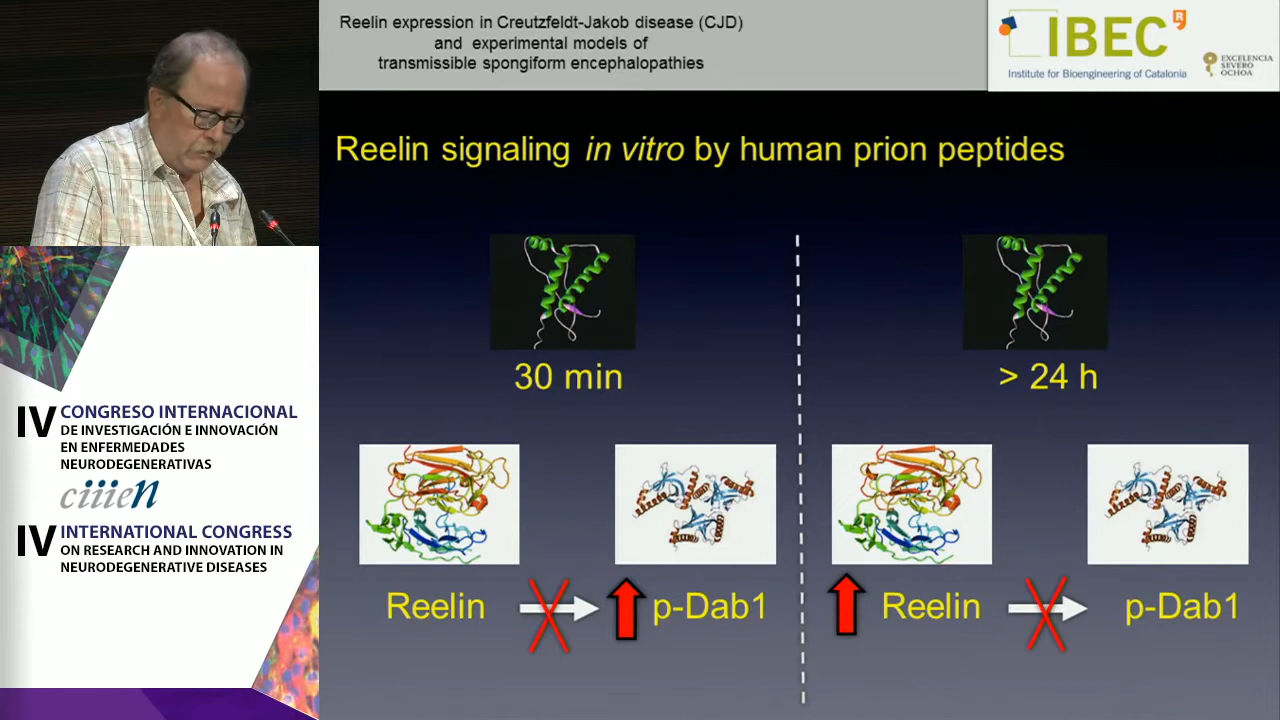 Reelin expression in Creutzfeldt-Jakob disease (CJD)
and experimental models of
transmissible spongiform encephalopathies
IBEC R
Institute for Bioengineering of Catalonia
EXCELENCIA
SEVERO
OCHOA
Reelin signaling in vitro by human prion peptides
30 min
> 24 h
Reelin
p-Dab1
Reelin
p-Dab1
IV CONGRESO INTERNACIONAL
DE INVESTIGACIÓN E INNOVACIÓN
EN ENFERMEDADES
NEURODEGENERATIVAS
ciiien
IV INTERNATIONAL CONGRESS
ON RESEARCH AND INNOVATION IN
NEURODEGENERATIVE DISEASES